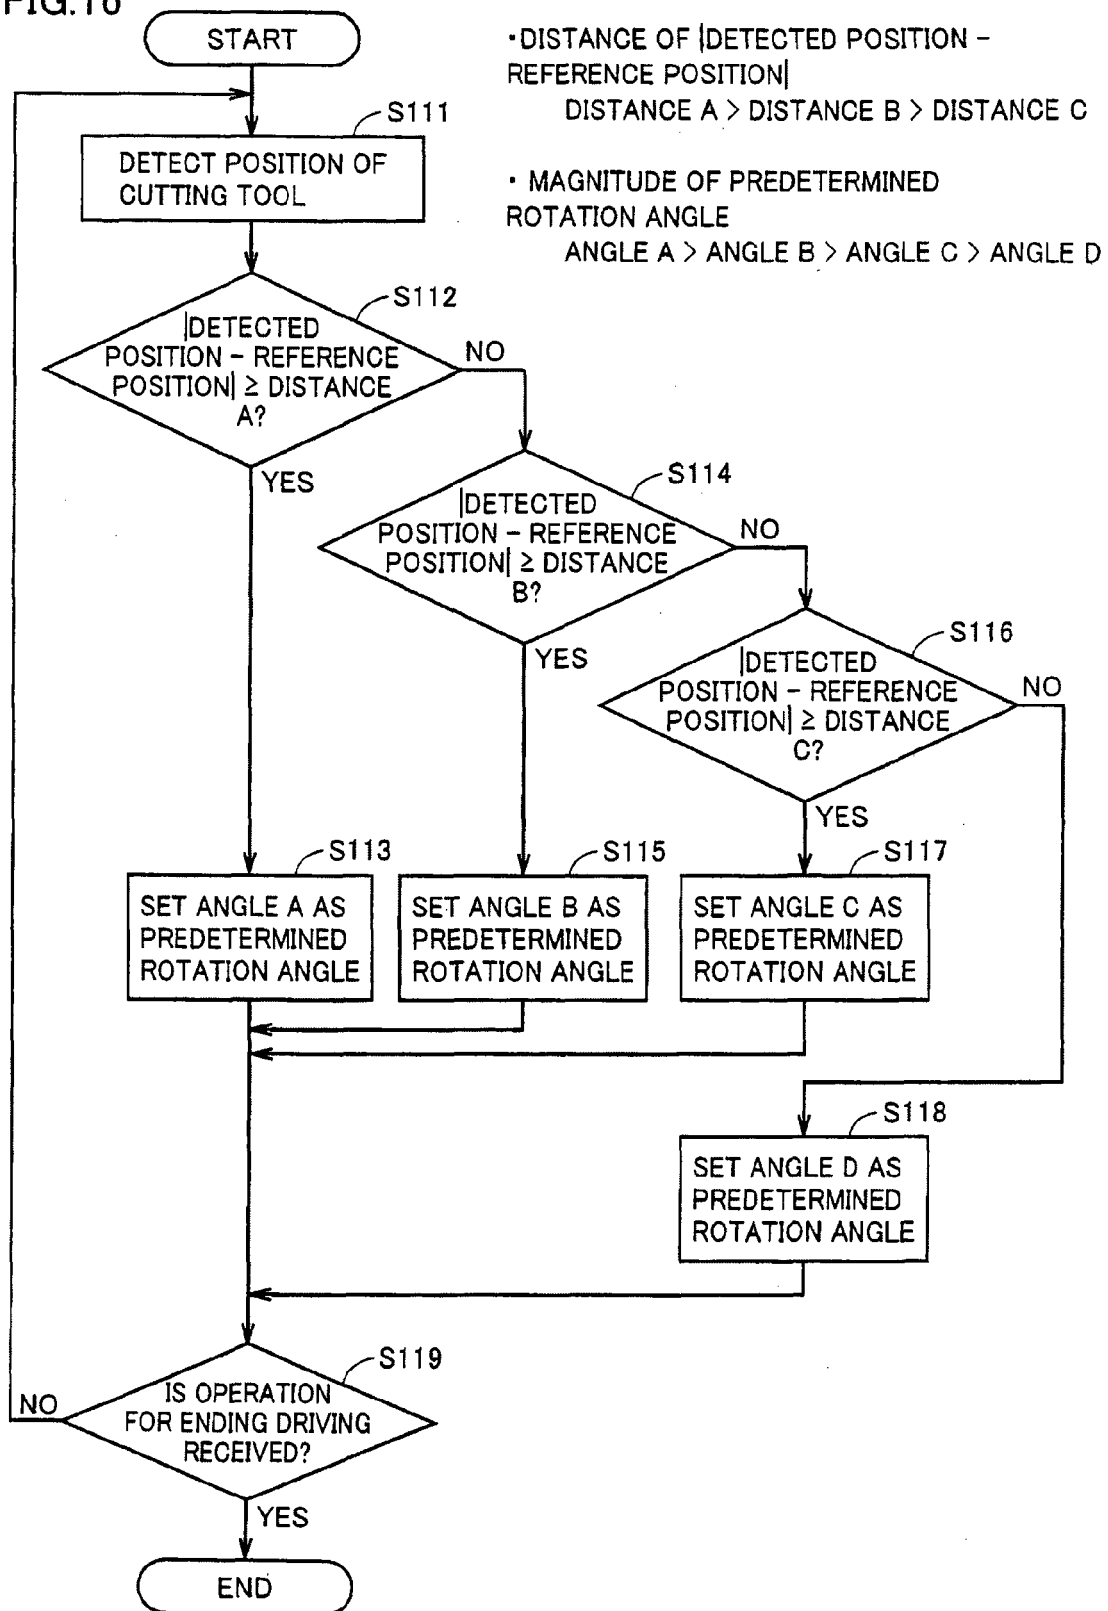 FIG.16
START
•DISTANCE OF |DETECTED POSITION –
REFERENCE POSITION|
DISTANCE A > DISTANCE B > DISTANCE C
• MAGNITUDE OF PREDETERMINED
ROTATION ANGLE
ANGLE A > ANGLE B > ANGLE C > ANGLE D
S111
DETECT POSITION OF
CUTTING TOOL
S112
|DETECTED
POSITION – REFERENCE
POSITION| ≥ DISTANCE
A?
NO
YES
S114
|DETECTED
POSITION – REFERENCE
POSITION| ≥ DISTANCE
B?
NO
YES
S116
|DETECTED
POSITION – REFERENCE
POSITION| ≥ DISTANCE
C?
NO
YES
S113
SET ANGLE A AS
PREDETERMINED
ROTATION ANGLE
S115
SET ANGLE B AS
PREDETERMINED
ROTATION ANGLE
S117
SET ANGLE C AS
PREDETERMINED
ROTATION ANGLE
S118
SET ANGLE D AS
PREDETERMINED
ROTATION ANGLE
S119
IS OPERATION
FOR ENDING DRIVING
RECEIVED?
NO
YES
END